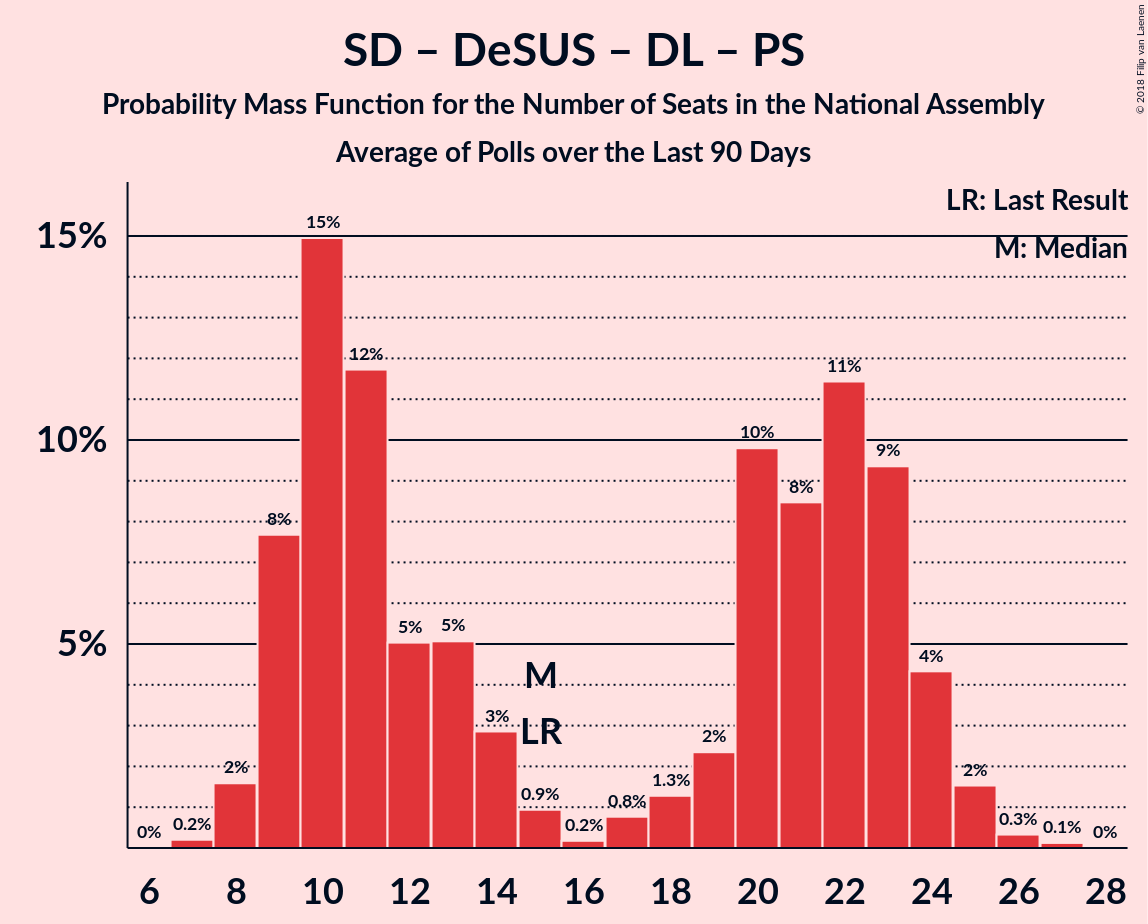 SD – DeSUS – DL – PS
Probability Mass Function for the Number of Seats in the National Assembly
Average of Polls over the Last 90 Days
© 2018 Filip van Laenen
LR: Last Result
M: Median
15%
10%
5%
0%
0.2%
2%
8%
15%
12%
5%
5%
3%
0.9%
0.2%
0.8%
1.3%
2%
10%
8%
11%
9%
4%
2%
0.3%
0.1%
0%
M
LR
6 8 10 12 14 16 18 20 22 24 26 28